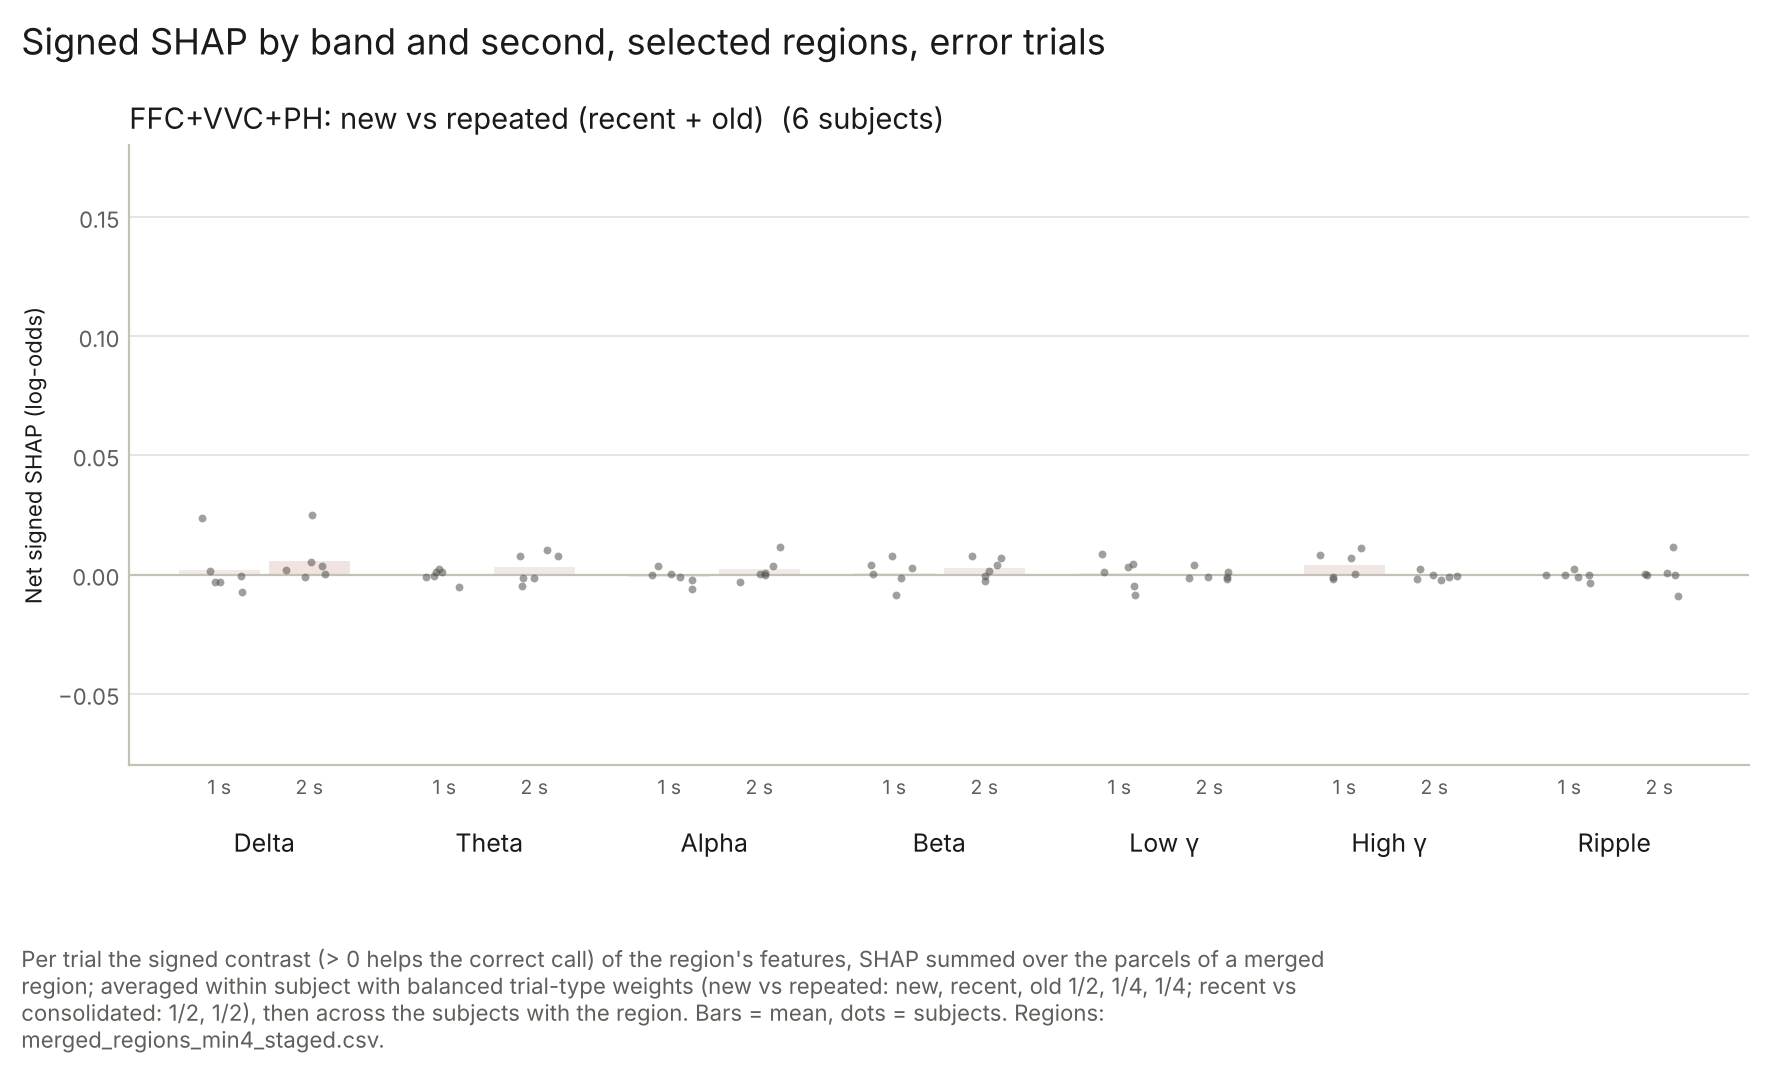 Signed SHAP by band and second, selected regions, error trials
FFC+VVC+PH: new vs repeated (recent + old)  (6 subjects)
Net signed SHAP (log-odds)
0.15
0.10
0.05
0.00
−0.05
1 s 2 s 1 s 2 s 1 s 2 s 1 s 2 s 1 s 2 s 1 s 2 s 1 s 2 s
Delta Theta Alpha Beta Low γ High γ Ripple
Per trial the signed contrast (> 0 helps the correct call) of the region's features, SHAP summed over the parcels of a merged
region; averaged within subject with balanced trial-type weights (new vs repeated: new, recent, old 1/2, 1/4, 1/4; recent vs
consolidated: 1/2, 1/2), then across the subjects with the region. Bars = mean, dots = subjects. Regions:
merged_regions_min4_staged.csv.